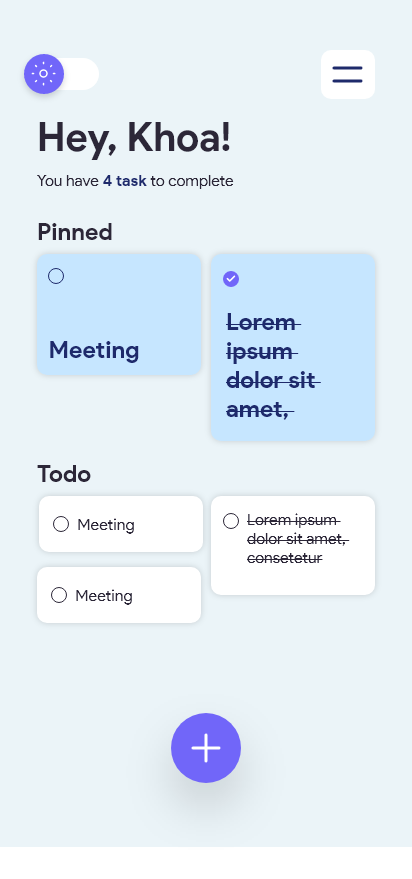 Hey, Khoa!
You have 4 task to complete
Pinned
Meeting
Lorem
ipsum
dolor sit
amet,
Todo
Meeting
Lorem ipsum
dolor sit amet,
consetetur
Meeting